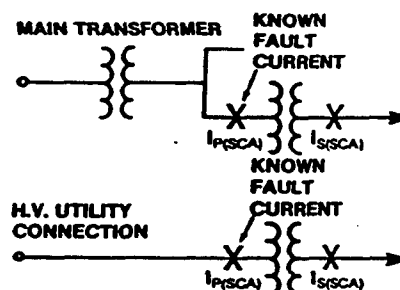 MAIN TRANSFORMER
KNOWN
FAULT
CURRENT
IP(SCA)
IS(SCA)
H.V. UTILITY
CONNECTION
KNOWN
FAULT
CURRENT
IP(SCA)
IS(SCA)